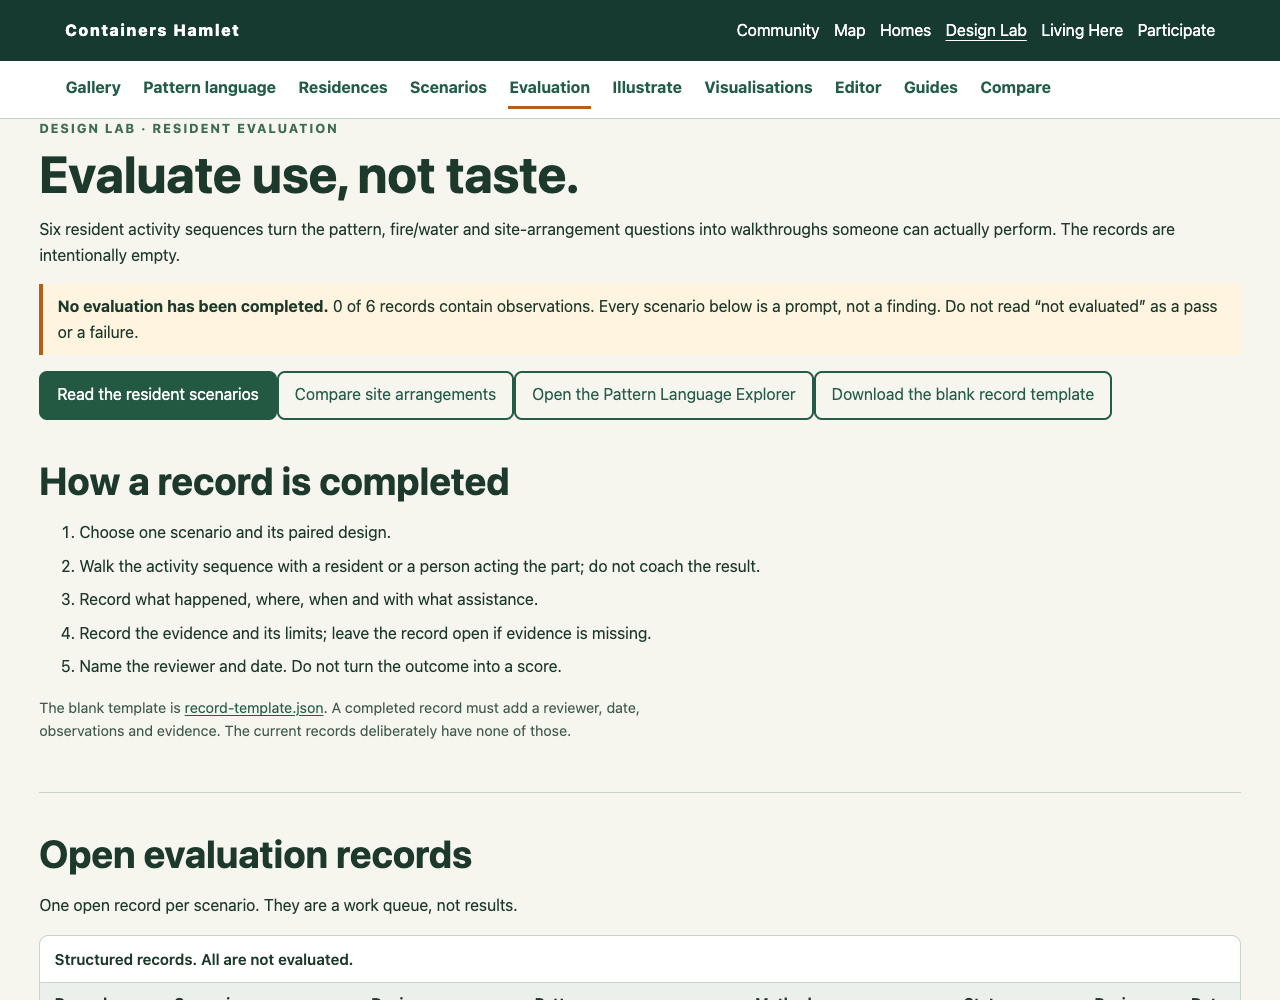 Containers Hamlet
Community Map Homes Design Lab Living Here Participate
Gallery Pattern language Residences Scenarios Evaluation Illustrate Visualisations Editor Guides Compare
DESIGN LAB · RESIDENT EVALUATION
Evaluate use, not taste.
Six resident activity sequences turn the pattern, fire/water and site-arrangement questions into walkthroughs someone can actually perform. The records are
intentionally empty.
No evaluation has been completed. 0 of 6 records contain observations. Every scenario below is a prompt, not a finding. Do not read “not evaluated” as a pass
or a failure.
Read the resident scenarios Compare site arrangements Open the Pattern Language Explorer Download the blank record template
How a record is completed
1. Choose one scenario and its paired design.
2. Walk the activity sequence with a resident or a person acting the part; do not coach the result.
3. Record what happened, where, when and with what assistance.
4. Record the evidence and its limits; leave the record open if evidence is missing.
5. Name the reviewer and date. Do not turn the outcome into a score.
The blank template is record-template.json. A completed record must add a reviewer, date,
observations and evidence. The current records deliberately have none of those.
Open evaluation records
One open record per scenario. They are a work queue, not results.
Structured records. All are not evaluated.